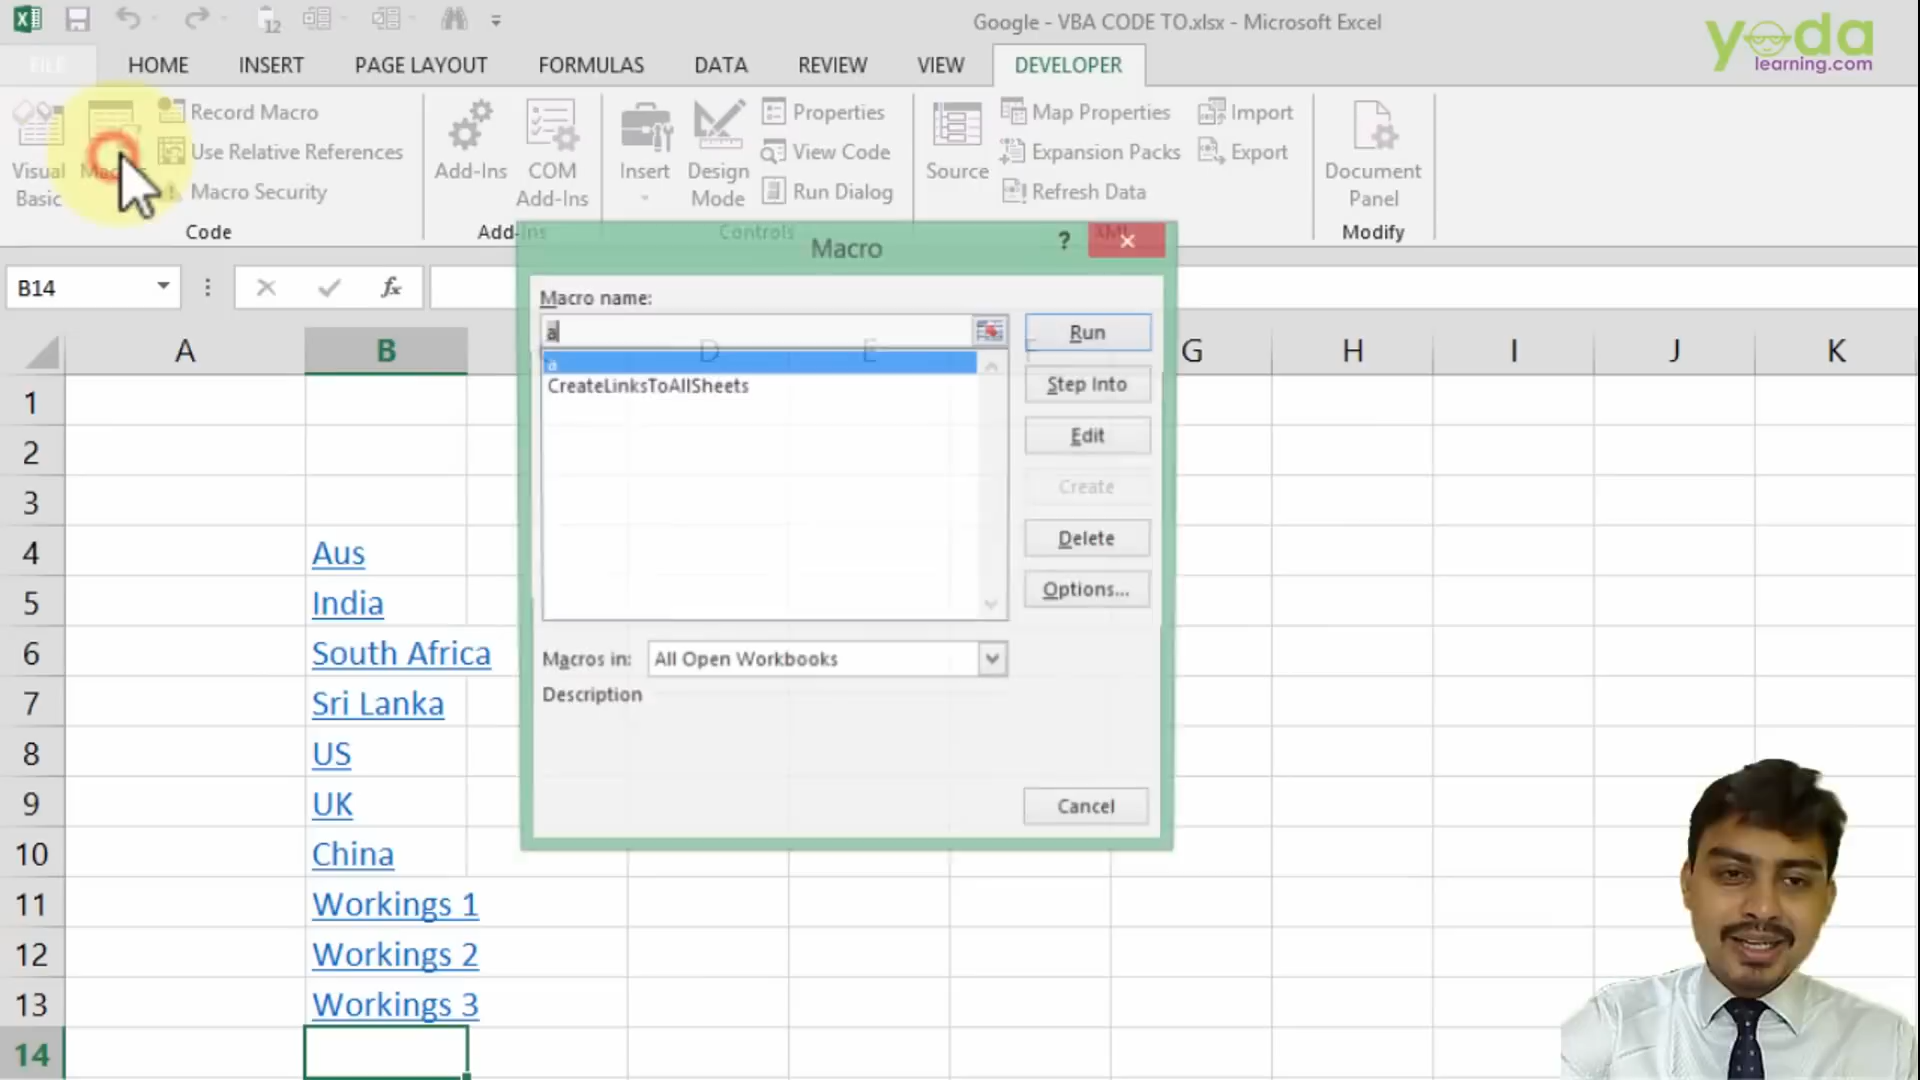 Google - VBA CODE TO.xlsx - Microsoft Excel
yoda
learning.com
FILE HOME INSERT PAGE LAYOUT FORMULAS DATA REVIEW VIEW DEVELOPER
Visual Basic
Record Macro
Use Relative References
Macro Security
Code
Add-Ins
COM Add-Ins
Insert
Design Mode
Properties
View Code
Run Dialog
Controls
Source
Map Properties
Expansion Packs
Refresh Data
Import
Export
Document Panel
Modify
B14
fx
Macro
?
Macro name:
a
a
CreateLinksToAllSheets
Run
Step Into
Edit
Create
Delete
Options...
Macros in: All Open Workbooks
Description
Cancel
A B D E G H I J K
1
2
3
4 Aus
5 India
6 South Africa
7 Sri Lanka
8 US
9 UK
10 China
11 Workings 1
12 Workings 2
13 Workings 3
14